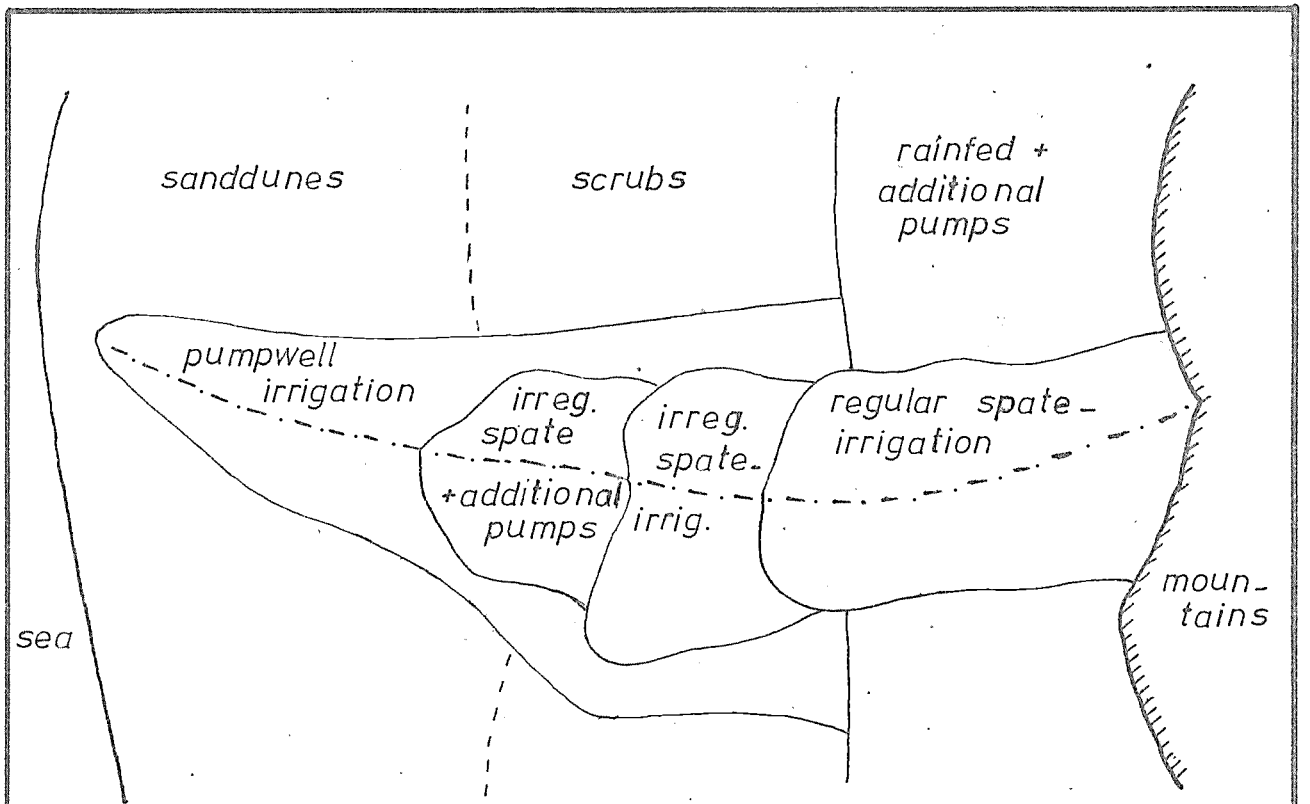 sanddunes
scrubs
rainfed +
additional
pumps
pumpwell
irrigation
irreg.
spate
+additional
pumps
irreg.
spate-
irrig.
regular spate-
irrigation
moun-
tains
sea